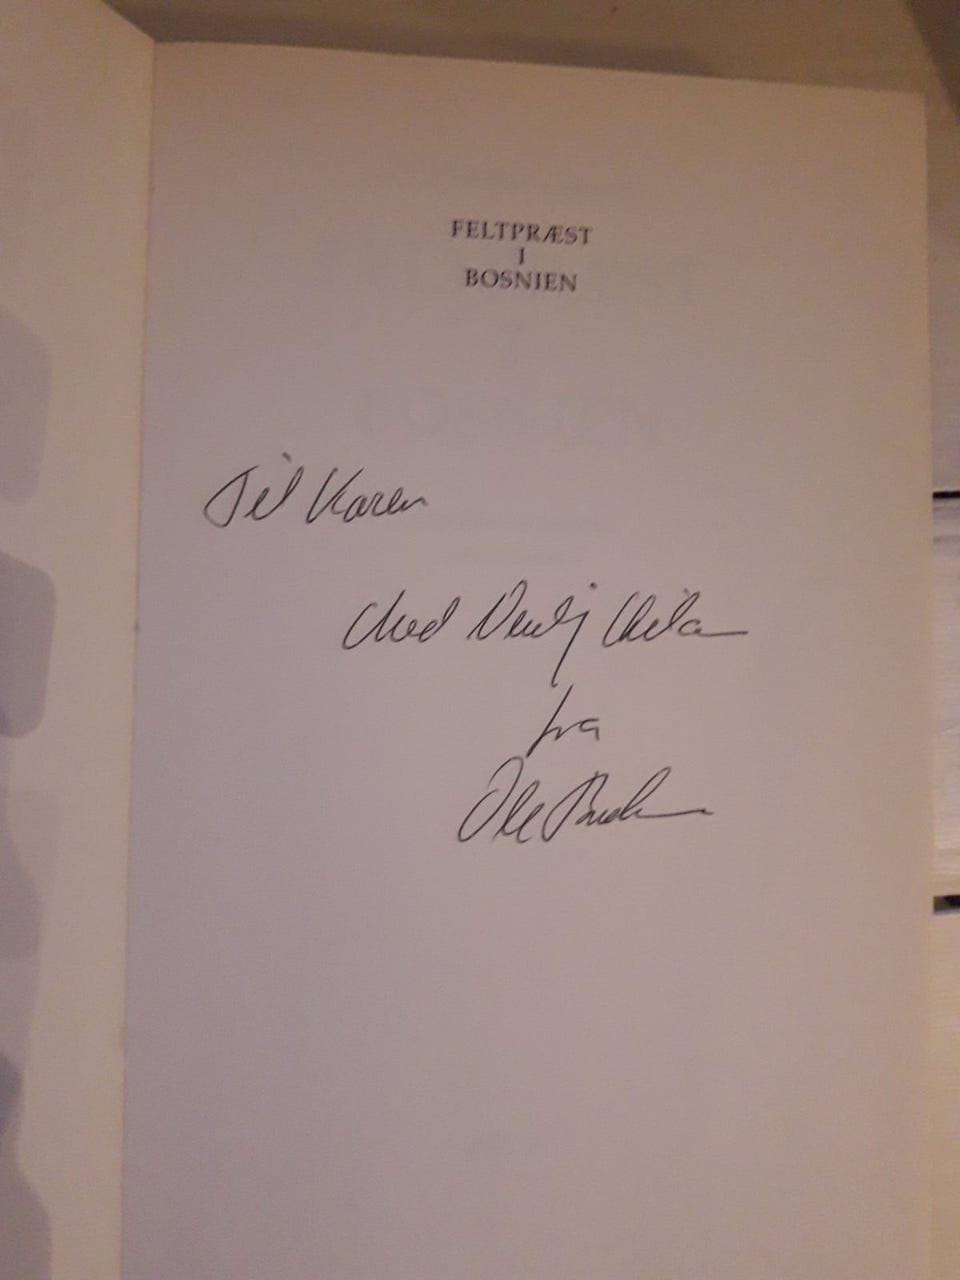 FELTPRÆST
I
BOSNIEN
Til Karen
Med Venlig Hilsen
fra
Ole